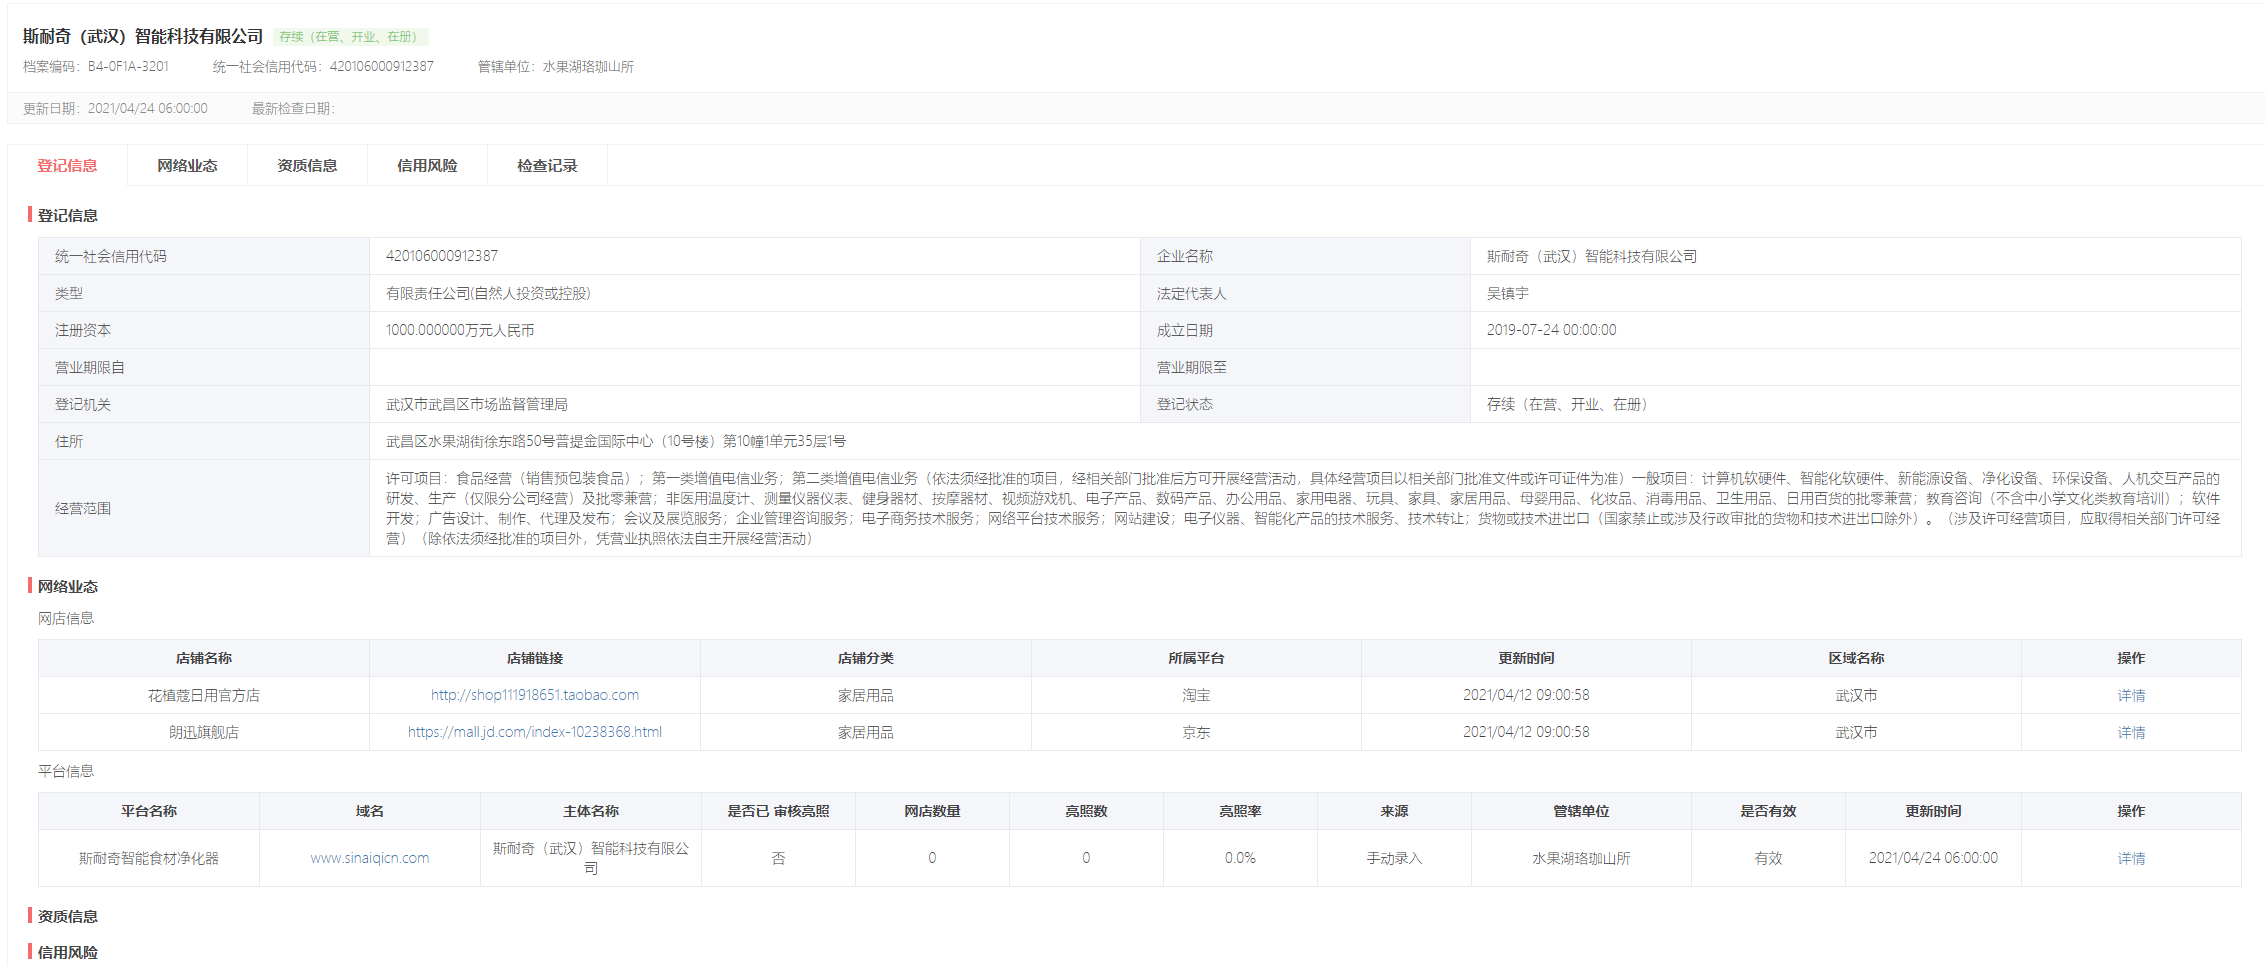 斯耐奇（武汉）智能科技有限公司 存续（在营、开业、在册）
档案编码：B4-0F1A-3201 统一社会信用代码：420106000912387 管辖单位：水果湖珞珈山所
更新日期：2021/04/24 06:00:00 最新检查日期：
登记信息 网络业态 资质信息 信用风险 检查记录
登记信息
统一社会信用代码 420106000912387 企业名称 斯耐奇（武汉）智能科技有限公司
类型 有限责任公司(自然人投资或控股) 法定代表人 吴镇宇
注册资本 1000.000000万元人民币 成立日期 2019-07-24 00:00:00
营业期限自 营业期限至
登记机关 武汉市武昌区市场监督管理局 登记状态 存续（在营、开业、在册）
住所 武昌区水果湖街徐东路50号普提金国际中心（10号楼）第10幢1单元35层1号
经营范围
许可项目：食品经营（销售预包装食品）；第一类增值电信业务；第二类增值电信业务（依法须经批准的项目，经相关部门批准后方可开展经营活动，具体经营项目以相关部门批准文件或许可证件为准）一般项目：计算机软硬件、智能化软硬件、新能源设备、净化设备、环保设备、人机交互产品的
研发、生产（仅限分公司经营）及批零兼营；非医用温度计、测量仪器仪表、健身器材、按摩器材、视频游戏机、电子产品、数码产品、办公用品、家用电器、玩具、家具、家居用品、母婴用品、化妆品、消毒用品、卫生用品、日用百货的批零兼营；教育咨询（不含中小学文化类教育培训）；软件
开发；广告设计、制作、代理及发布；会议及展览服务；企业管理咨询服务；电子商务技术服务；网络平台技术服务；网站建设；电子仪器、智能化产品的技术服务、技术转让；货物或技术进出口（国家禁止或涉及行政审批的货物和技术进出口除外）。（涉及许可经营项目，应取得相关部门许可经
营）（除依法须经批准的项目外，凭营业执照依法自主开展经营活动）
网络业态
网店信息
店铺名称 店铺链接 店铺分类 所属平台 更新时间 区域名称 操作
花植蔻日用官方店 http://shop111918651.taobao.com 家居用品 淘宝 2021/04/12 09:00:58 武汉市 详情
朗迅旗舰店 https://mall.jd.com/index-10238368.html 家居用品 京东 2021/04/12 09:00:58 武汉市 详情
平台信息
平台名称 域名 主体名称 是否已 审核亮照 网店数量 亮照数 亮照率 来源 管辖单位 是否有效 更新时间 操作
斯耐奇智能食材净化器 www.sinaiqicn.com 斯耐奇（武汉）智能科技有限公 否 0 0 0.0% 手动录入 水果湖珞珈山所 有效 2021/04/24 06:00:00 详情
司
资质信息
信用风险